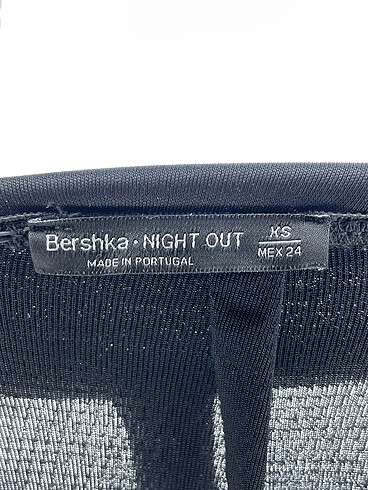 Bershka • NIGHT OUT
MADE IN PORTUGAL
XS
MEX 24